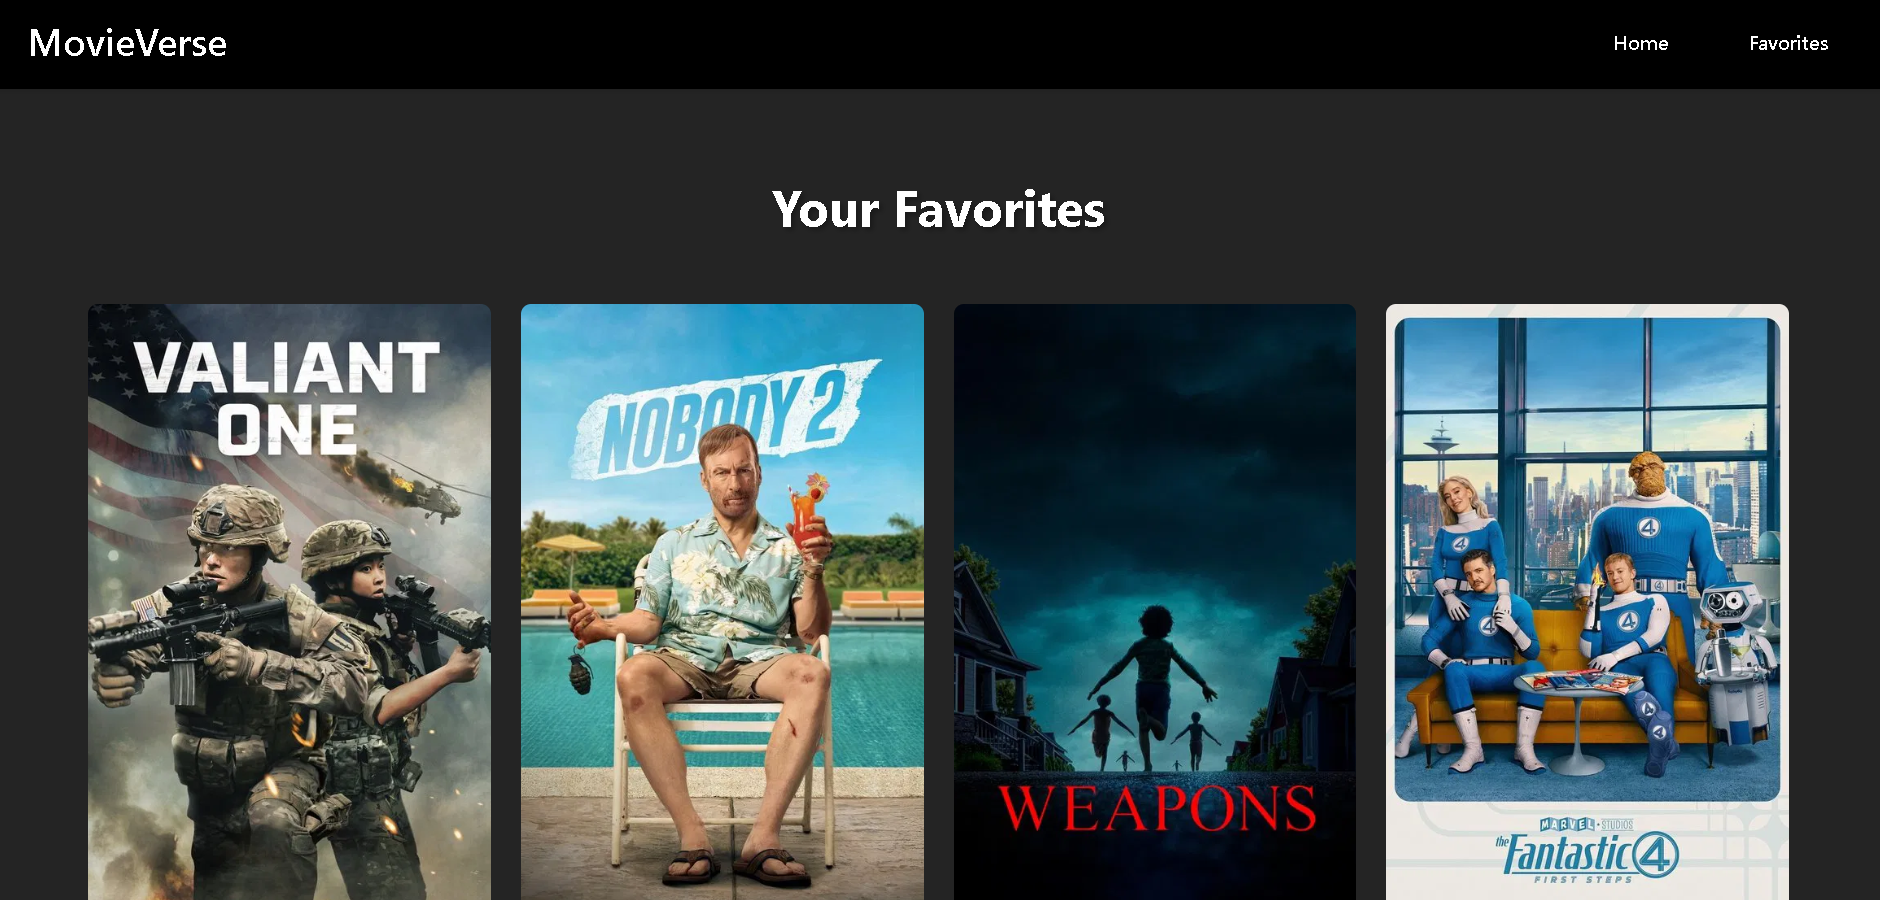 MovieVerse
Home
Favorites
Your Favorites
VALIANT
ONE
NOBODY 2
WEAPONS
MARVEL STUDIOS
the Fantastic 4
FIRST STEPS